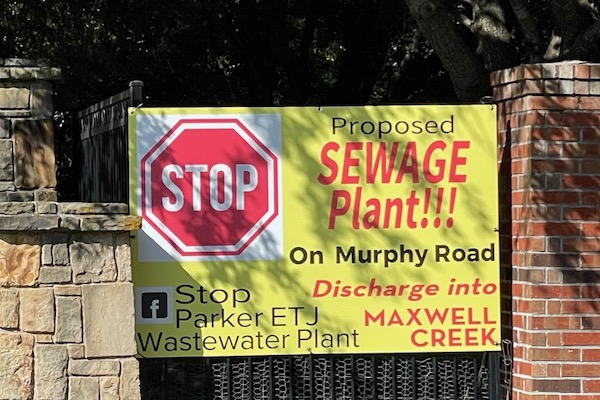 STOP
Proposed
SEWAGE
Plant!!!
On Murphy Road
Discharge into
MAXWELL
CREEK
f Stop
Parker ETJ
Wastewater Plant